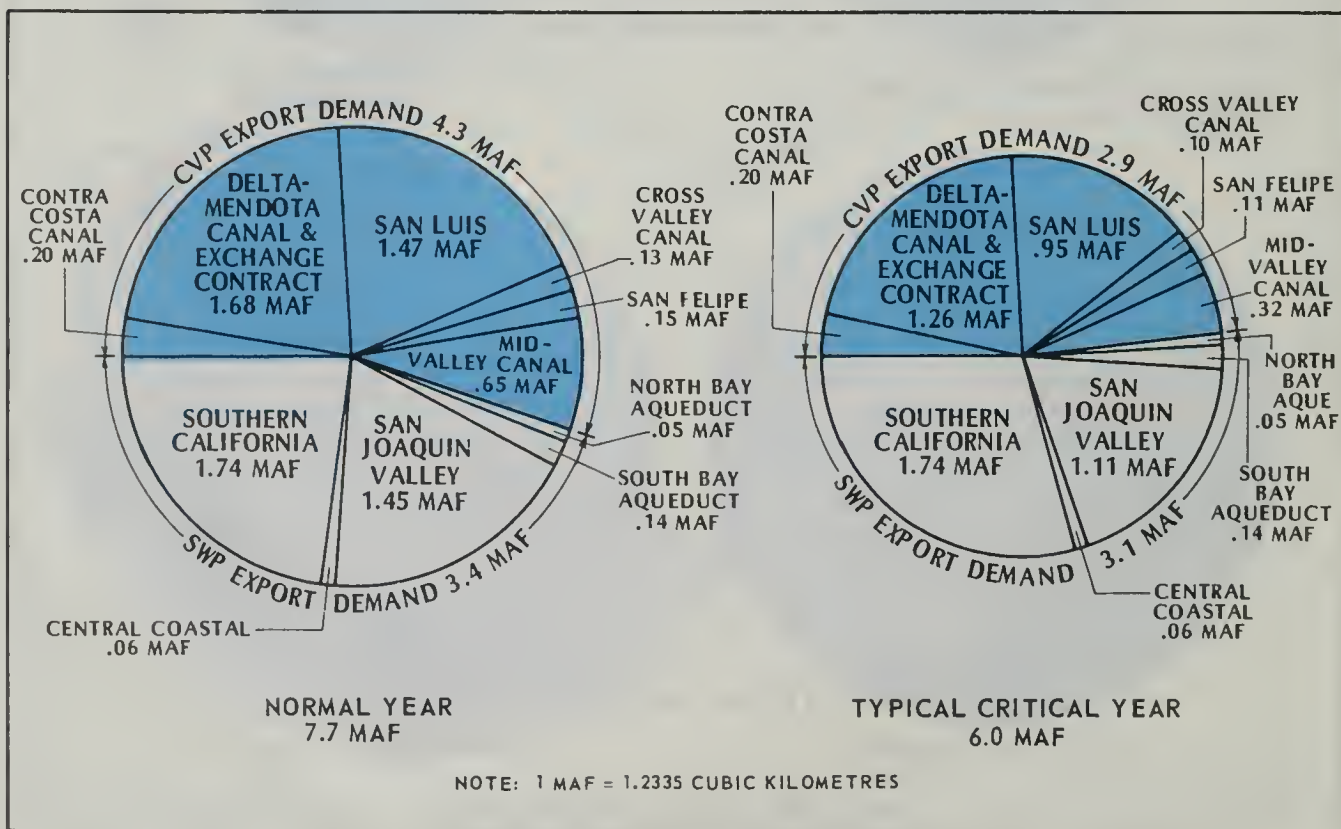 CVP EXPORT DEMAND 4.3 MAF
CONTRA
COSTA
CANAL
.20 MAF
DELTA-
MENDOTA
CANAL &
EXCHANGE
CONTRACT
1.68 MAF
SAN LUIS
1.47 MAF
CROSS
VALLEY
CANAL
.13 MAF
SAN FELIPE
.15 MAF
MID-
VALLEY CANAL
.65 MAF
NORTH BAY
AQUEDUCT
.05 MAF
SOUTH BAY
AQUEDUCT
.14 MAF
SAN
JOAQUIN
VALLEY
1.45 MAF
SOUTHERN
CALIFORNIA
1.74 MAF
CENTRAL COASTAL
.06 MAF
SWP EXPORT DEMAND 3.4 MAF
NORMAL YEAR
7.7 MAF
CVP EXPORT DEMAND 2.9 MAF
CONTRA
COSTA
CANAL
.20 MAF
DELTA-
MENDOTA
CANAL &
EXCHANGE
CONTRACT
1.26 MAF
SAN LUIS
.95 MAF
CROSS VALLEY
CANAL
.10 MAF
SAN FELIPE
.11 MAF
MID-
VALLEY
CANAL
.32 MAF
NORTH
BAY
AQUE
.05 MAF
SOUTH
BAY
AQUEDUCT
.14 MAF
SAN
JOAQUIN
VALLEY
1.11 MAF
SOUTHERN
CALIFORNIA
1.74 MAF
CENTRAL
COASTAL
.06 MAF
SWP EXPORT DEMAND 3.1 MAF
TYPICAL CRITICAL YEAR
6.0 MAF
NOTE: 1 MAF = 1.2335 CUBIC KILOMETRES